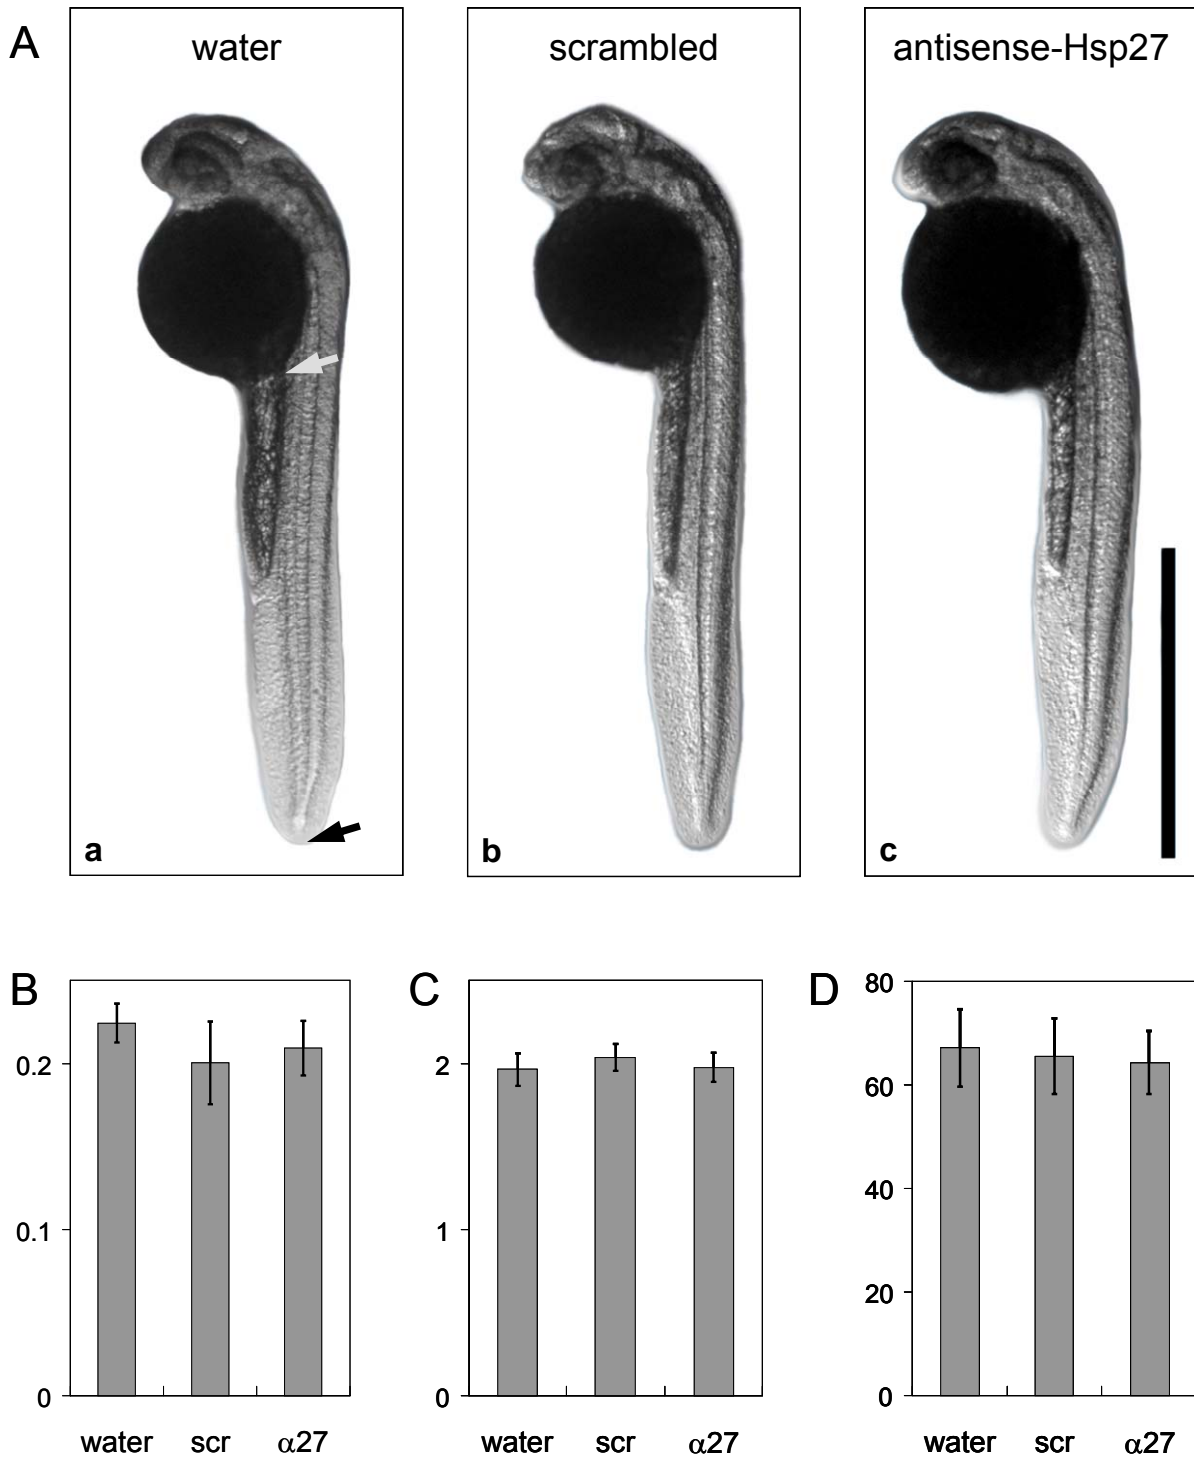 A
water
scrambled
antisense-Hsp27
a
b
c
B
0.2
0.1
0
water scr α27
C
2
1
0
water scr α27
D
80
60
40
20
0
water scr α27